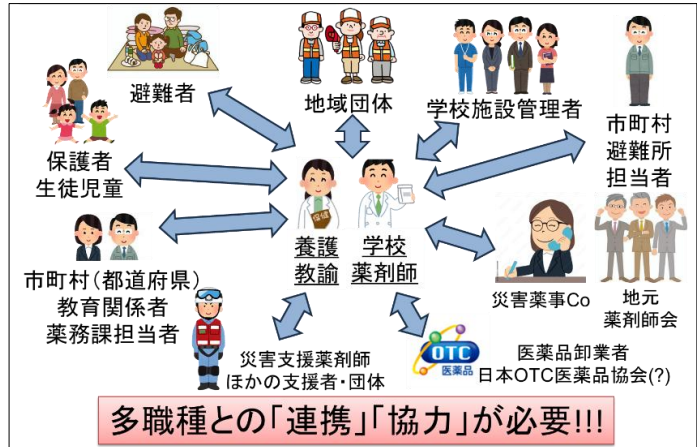 避難者
地域団体
学校施設管理者
市町村
避難所
担当者
保護者
生徒児童
保健
養護
教諭
学校
薬剤師
市町村(都道府県)
教育関係者
薬務課担当者
災害薬事Co
地元
薬剤師会
災害支援薬剤師
ほかの支援者・団体
OTC
医薬品
医薬品卸業者
日本OTC医薬品協会(?)
多職種との「連携」「協力」が必要!!!